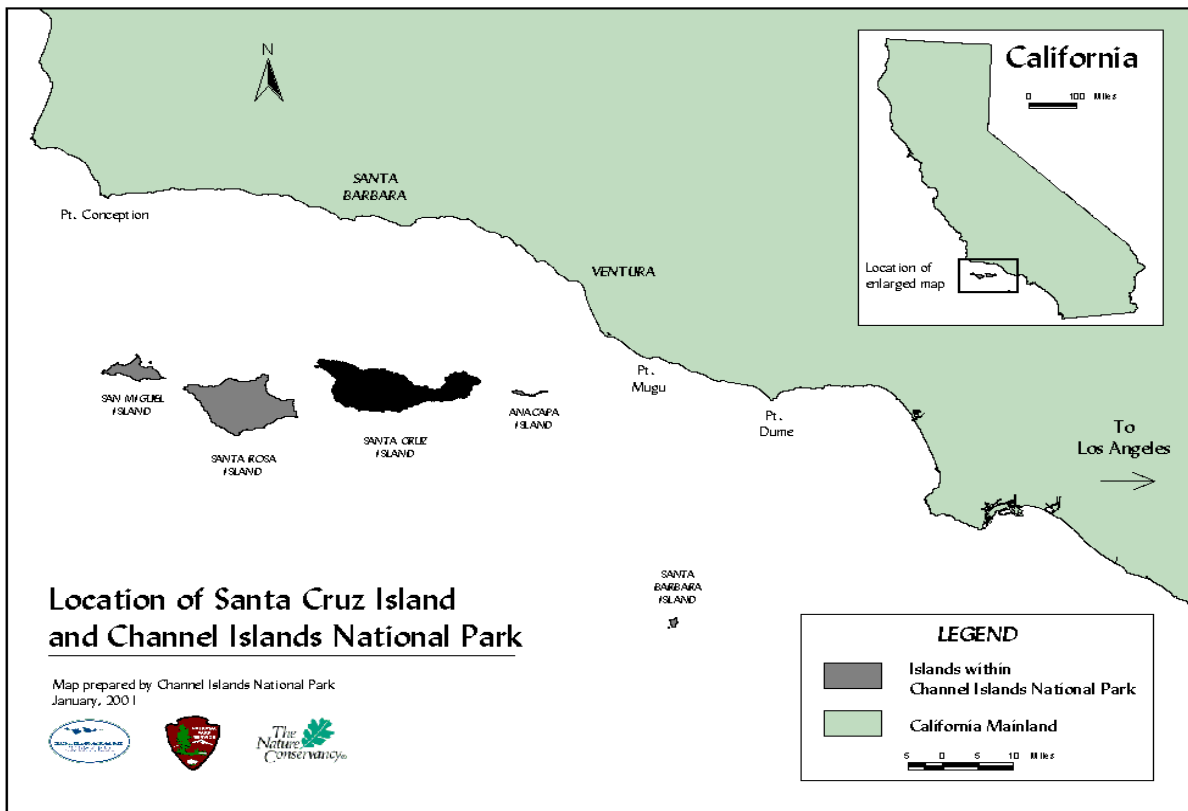 N
California
0 100 Miles
SANTA
BARBARA
Pt. Conception
VENTURA
Location of
enlarged map
SAN MIGUEL
ISLAND
SANTA ROSA
ISLAND
SANTA CRUZ
ISLAND
ANACAPA
ISLAND
Pt.
Mugu
Pt.
Dume
To
Los Angeles
SANTA
BARBARA
ISLAND
Location of Santa Cruz Island
and Channel Islands National Park
Map prepared by Channel Islands National Park
January, 2001
The
Nature
Conservancy
LEGEND
Islands within
Channel Islands National Park
California Mainland
5 0 5 10 Miles